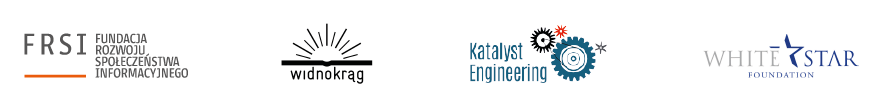 FRSI
FUNDACJA
ROZWOJU
SPOŁECZEŃSTWA
INFORMACYJNEGO
widnokrąg
Katalyst
Engineering
WHITE STAR
FOUNDATION